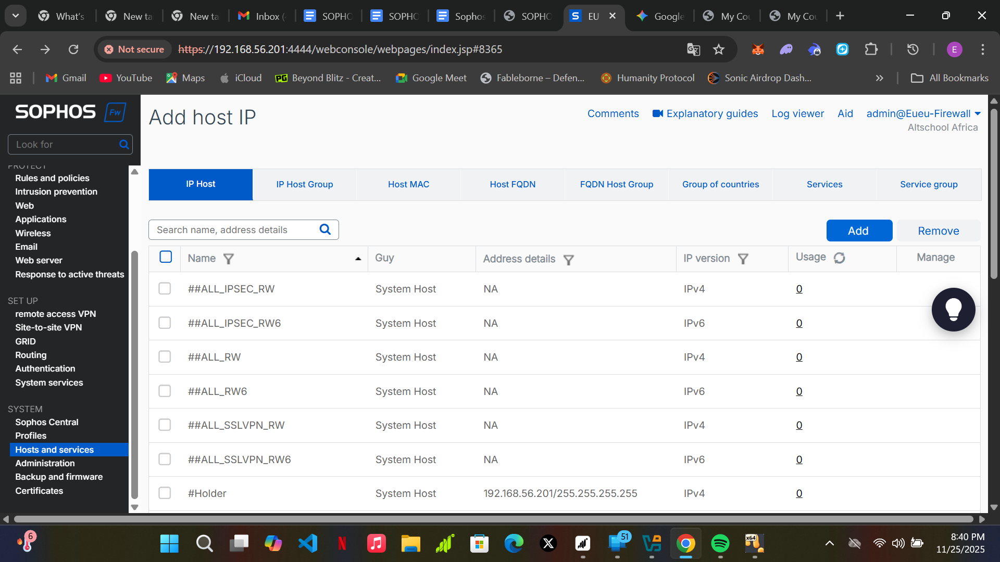 What's
New ta
New ta
Inbox (
SOPHO
SOPHO
Sophos
SOPHO
EU
Google
My Cou
My Cou
Not secure
https://192.168.56.201:4444/webconsole/webpages/index.jsp#8365
E
Gmail
YouTube
Maps
iCloud
PG
Beyond Blitz - Creat...
Google Meet
Fableborne – Defen...
Humanity Protocol
Sonic Airdrop Dash...
All Bookmarks
SOPHOS Fw
Look for
PROTECT
Rules and policies
Intrusion prevention
Web
Applications
Wireless
Email
Web server
Response to active threats
SET UP
remote access VPN
Site-to-site VPN
GRID
Routing
Authentication
System services
SYSTEM
Sophos Central
Profiles
Hosts and services
Administration
Backup and firmware
Certificates
Add host IP
Comments
Explanatory guides
Log viewer
Aid
admin@Eueu-Firewall
Altschool Africa
IP Host
IP Host Group
Host MAC
Host FQDN
FQDN Host Group
Group of countries
Services
Service group
Search name, address details
Add
Remove
Name Guy Address details IP version Usage Manage
##ALL_IPSEC_RW System Host NA IPv4 0
##ALL_IPSEC_RW6 System Host NA IPv6 0
##ALL_RW System Host NA IPv4 0
##ALL_RW6 System Host NA IPv6 0
##ALL_SSLVPN_RW System Host NA IPv4 0
##ALL_SSLVPN_RW6 System Host NA IPv6 0
#Holder System Host 192.168.56.201/255.255.255.255 IPv4 0
6
51
x64
8:40 PM
11/25/2025